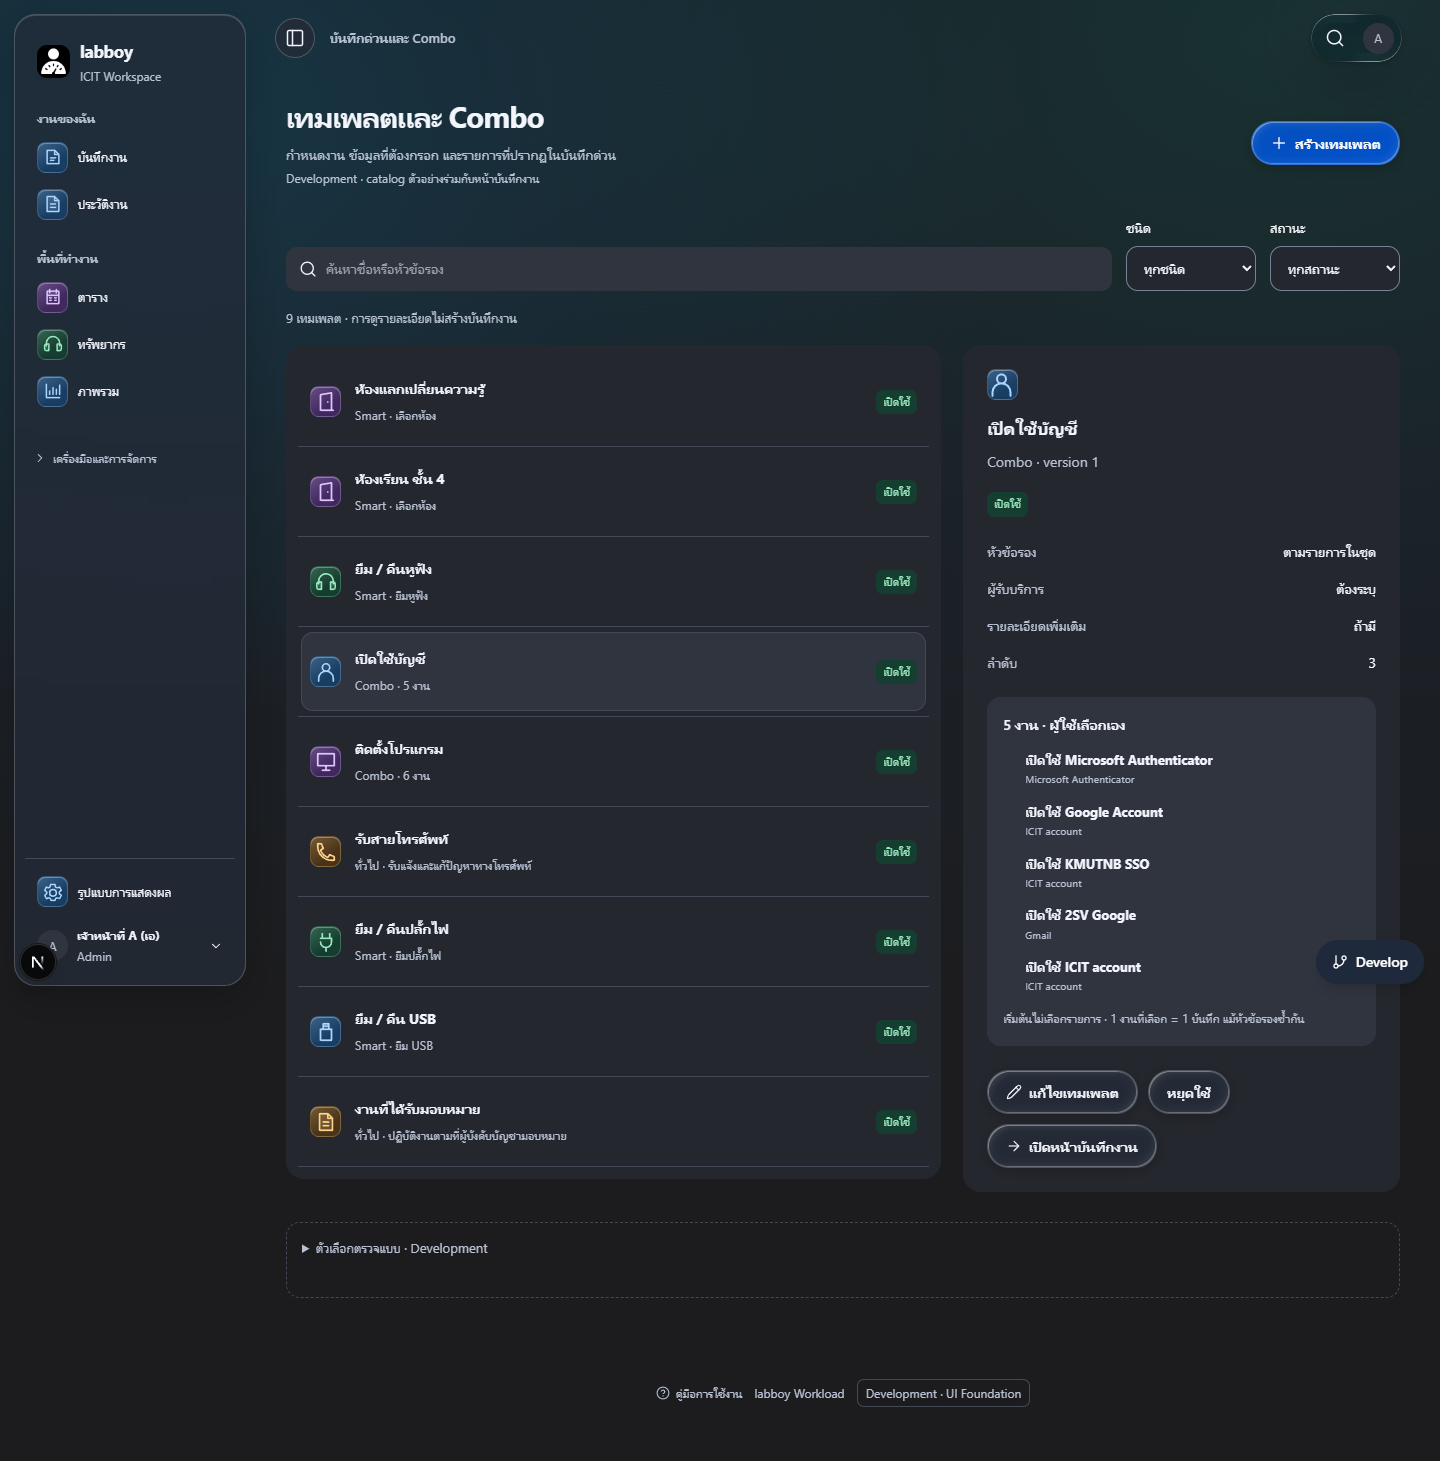 labboy
ICIT Workspace
งานของฉัน
บันทึกงาน
ประวัติงาน
พื้นที่ทำงาน
ตาราง
ทรัพยากร
ภาพรวม
เครื่องมือและการจัดการ
รูปแบบการแสดงผล
A
เจ้าหน้าที่ A (เอ)
Admin
N
บันทึกด่วนและ Combo
A
เทมเพลตและ Combo
กำหนดงาน ข้อมูลที่ต้องกรอก และรายการที่ปรากฏในบันทึกด่วน
Development · catalog ตัวอย่างร่วมกับหน้าบันทึกงาน
สร้างเทมเพลต
ชนิด
สถานะ
ค้นหาชื่อหรือหัวข้อรอง
ทุกชนิด
ทุกสถานะ
9 เทมเพลต · การดูรายละเอียดไม่สร้างบันทึกงาน
ห้องแลกเปลี่ยนความรู้
Smart · เลือกห้อง
เปิดใช้
ห้องเรียน ชั้น 4
Smart · เลือกห้อง
เปิดใช้
ยืม / คืนหูฟัง
Smart · ยืมหูฟัง
เปิดใช้
เปิดใช้บัญชี
Combo · 5 งาน
เปิดใช้
ติดตั้งโปรแกรม
Combo · 6 งาน
เปิดใช้
รับสายโทรศัพท์
ทั่วไป · รับแจ้งและแก้ปัญหาทางโทรศัพท์
เปิดใช้
ยืม / คืนปลั๊กไฟ
Smart · ยืมปลั๊กไฟ
เปิดใช้
ยืม / คืน USB
Smart · ยืม USB
เปิดใช้
งานที่ได้รับมอบหมาย
ทั่วไป · ปฏิบัติงานตามที่ผู้บังคับบัญชามอบหมาย
เปิดใช้
เปิดใช้บัญชี
Combo · version 1
เปิดใช้
หัวข้อรอง ตามรายการในชุด
ผู้รับบริการ ต้องระบุ
รายละเอียดเพิ่มเติม ถ้ามี
ลำดับ 3
5 งาน · ผู้ใช้เลือกเอง
เปิดใช้ Microsoft Authenticator
Microsoft Authenticator
เปิดใช้ Google Account
ICIT account
เปิดใช้ KMUTNB SSO
ICIT account
เปิดใช้ 2SV Google
Gmail
เปิดใช้ ICIT account
ICIT account
เริ่มต้นไม่เลือกรายการ · 1 งานที่เลือก = 1 บันทึก แม้หัวข้อรองซ้ำกัน
Develop
แก้ไขเทมเพลต
หยุดใช้
เปิดหน้าบันทึกงาน
ตัวเลือกตรวจแบบ · Development
คู่มือการใช้งาน labboy Workload Development · UI Foundation